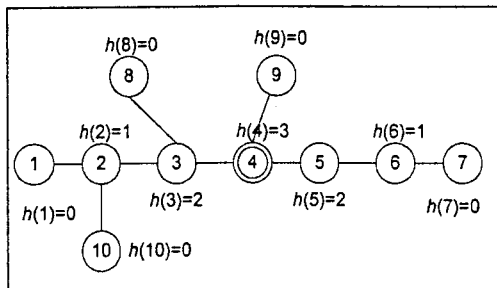 h(8)=0 h(9)=0
8 9
h(2)=1 h(4)=3 h(6)=1
1 2 3 4 5 6 7
h(3)=2 h(5)=2 h(7)=0
h(1)=0
10 h(10)=0